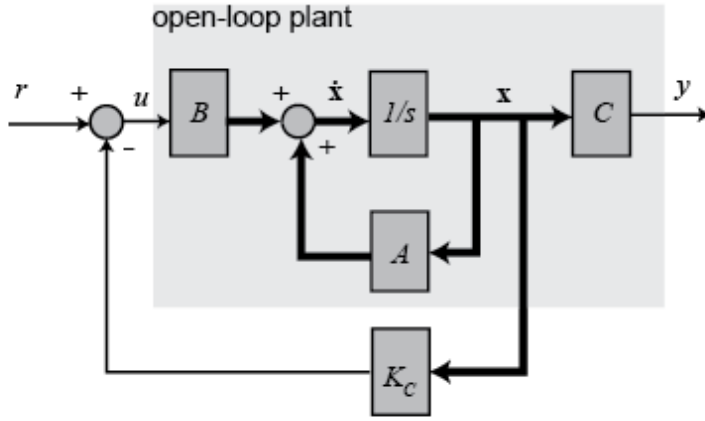 open-loop plant
r + u B + ẋ 1/s x C y
- +
A
K_C